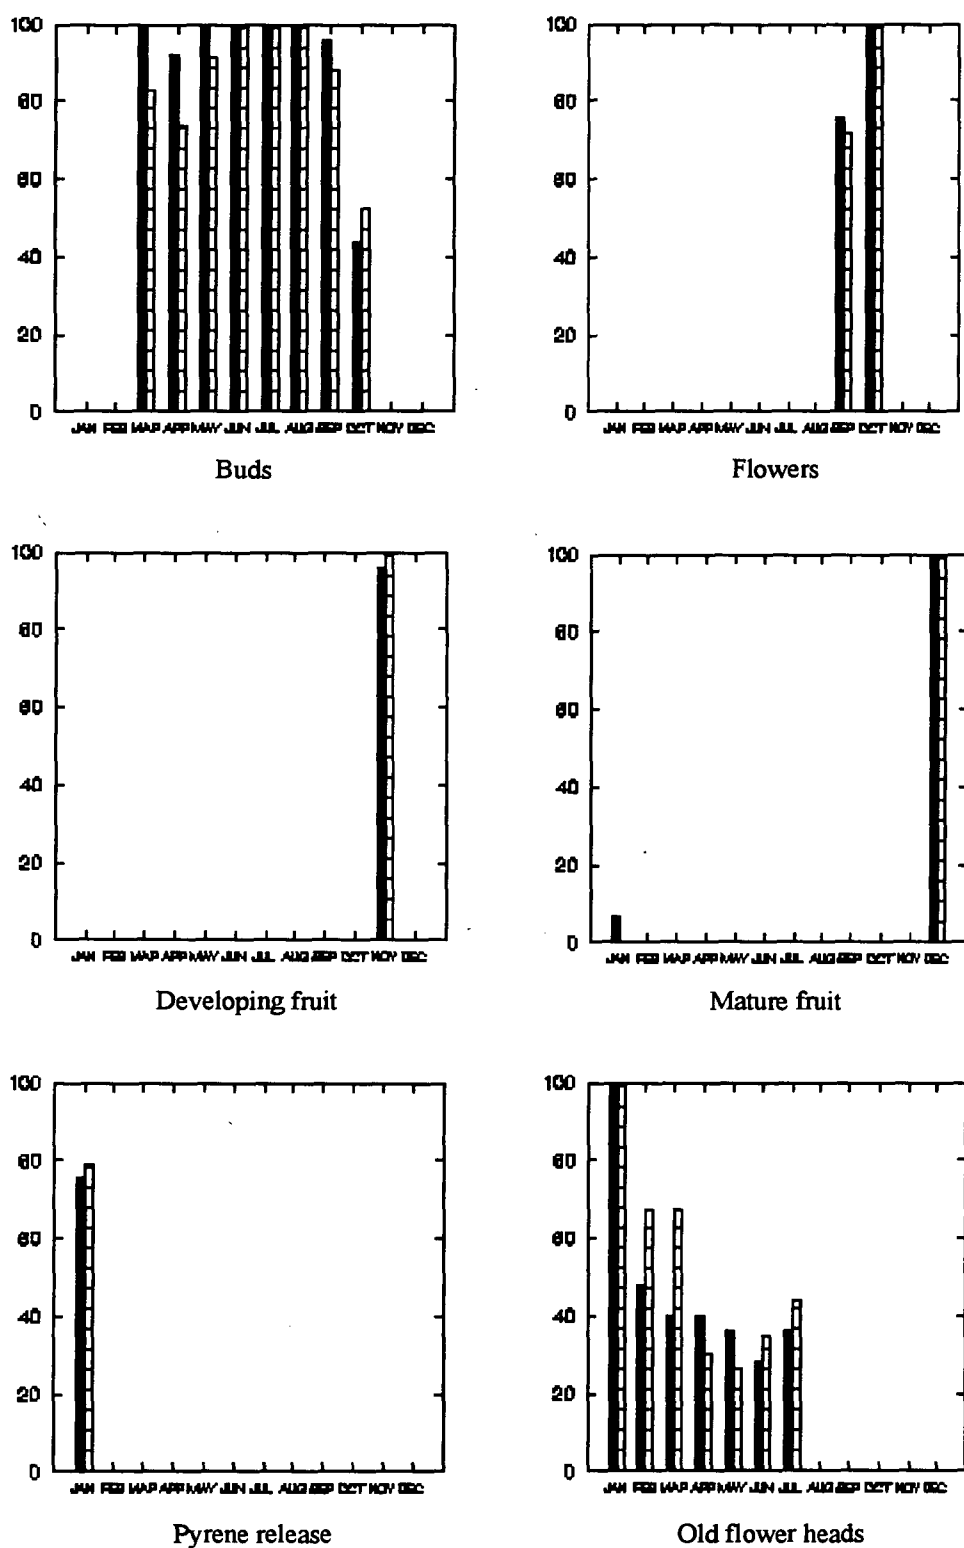 100 80 60 40 20 0
JAN FEB MAR APR MAY JUN JUL AUG SEP OCT NOV DEC
Buds
100 80 60 40 20 0
JAN FEB MAR APR MAY JUN JUL AUG SEP OCT NOV DEC
Flowers
100 80 60 40 20 0
JAN FEB MAR APR MAY JUN JUL AUG SEP OCT NOV DEC
Developing fruit
100 80 60 40 20 0
JAN FEB MAR APR MAY JUN JUL AUG SEP OCT NOV DEC
Mature fruit
100 80 60 40 20 0
JAN FEB MAR APR MAY JUN JUL AUG SEP OCT NOV DEC
Pyrene release
100 80 60 40 20 0
JAN FEB MAR APR MAY JUN JUL AUG SEP OCT NOV DEC
Old flower heads